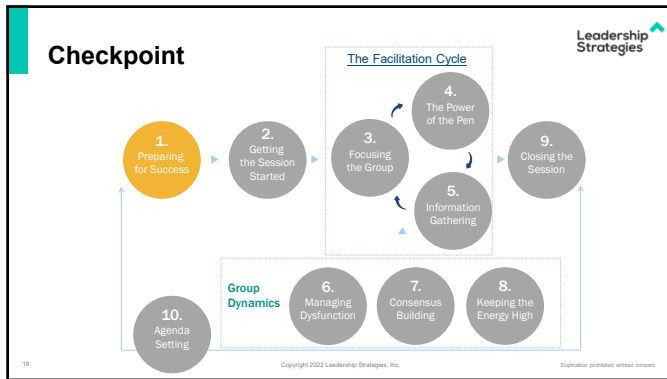 Checkpoint
Leadership
Strategies
The Facilitation Cycle
1.
Preparing
for Success
2.
Getting
the Session
Started
3.
Focusing
the Group
4.
The Power
of the Pen
5.
Information
Gathering
9.
Closing the
Session
Group
Dynamics
6.
Managing
Dysfunction
7.
Consensus
Building
8.
Keeping the
Energy High
10.
Agenda
Setting
19
Copyright 2022 Leadership Strategies, Inc.
Duplication prohibited without consent.